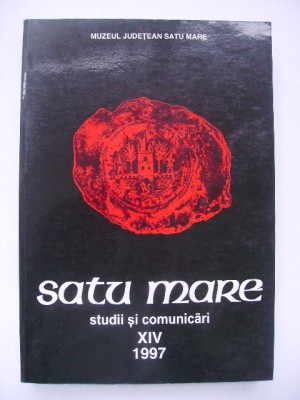 MUZEUL JUDEȚEAN SATU MARE
satu mare
studii și comunicări
XIV
1997